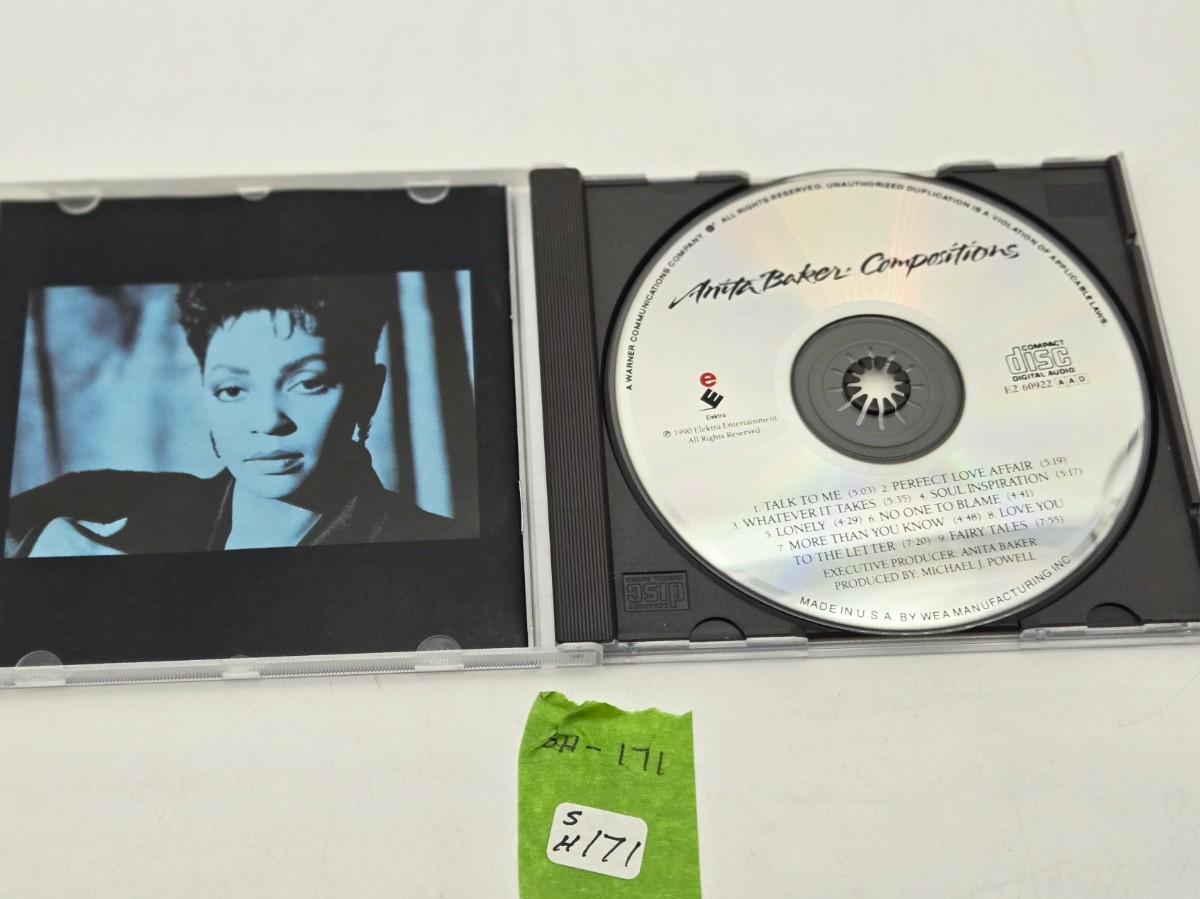 A WARNER COMMUNICATIONS COMPANY. ALL RIGHTS RESERVED. UNAUTHORIZED DUPLICATION IS A VIOLATION OF APPLICABLE LAWS.
Anita Baker· Compositions
COMPACT
disc
DIGITAL AUDIO
E2 60922 A A D
e
E
Elektra
℗ 1990 Elektra Entertainment
All Rights Reserved
1. TALK TO ME (5:03) 2. PERFECT LOVE AFFAIR (5:19)
3. WHATEVER IT TAKES (5:35) 4. SOUL INSPIRATION (5:17)
5. LONELY (4:29) 6. NO ONE TO BLAME (4:41)
7. MORE THAN YOU KNOW (4:48) 8. LOVE YOU
TO THE LETTER (7:20) 9. FAIRY TALES (7:55)
EXECUTIVE PRODUCER: ANITA BAKER
PRODUCED BY: MICHAEL J. POWELL
MADE IN U.S.A. BY WEA MANUFACTURING INC.
COMPACT
disc
DIGITAL AUDIO
-171
S
H171